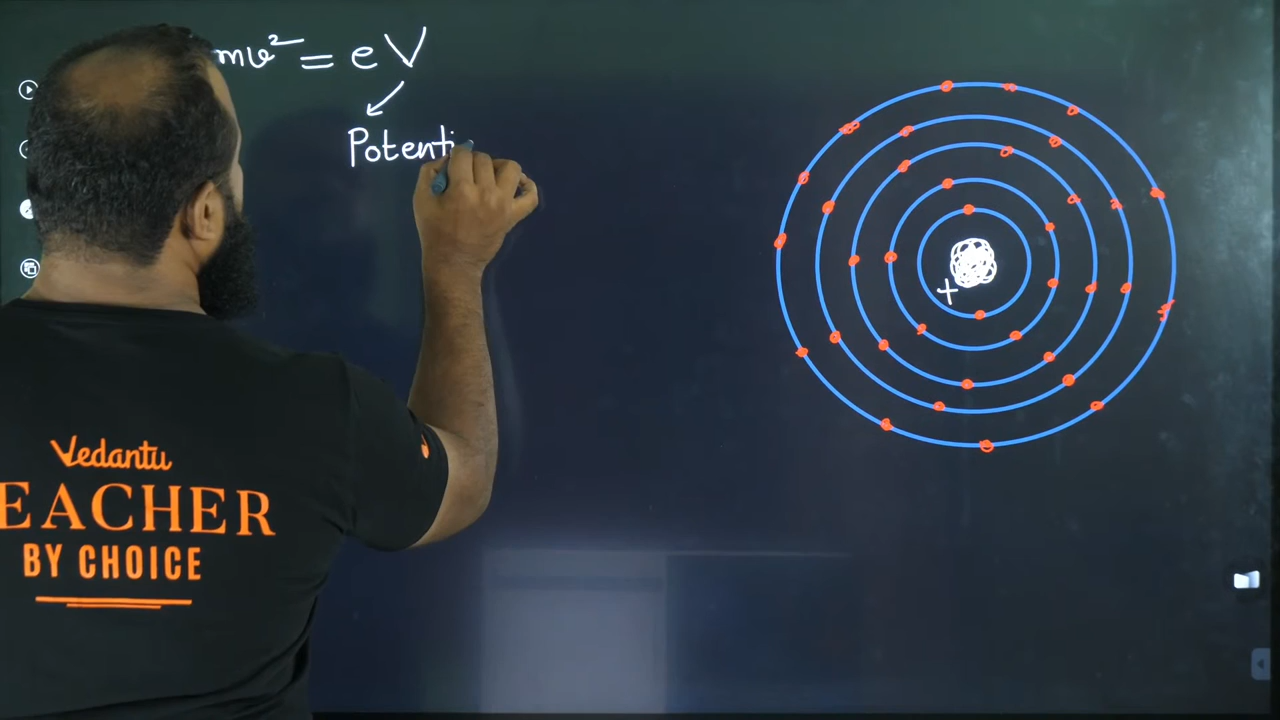 mv² = eV
Potenti
+
Vedantu
EACHER
BY CHOICE